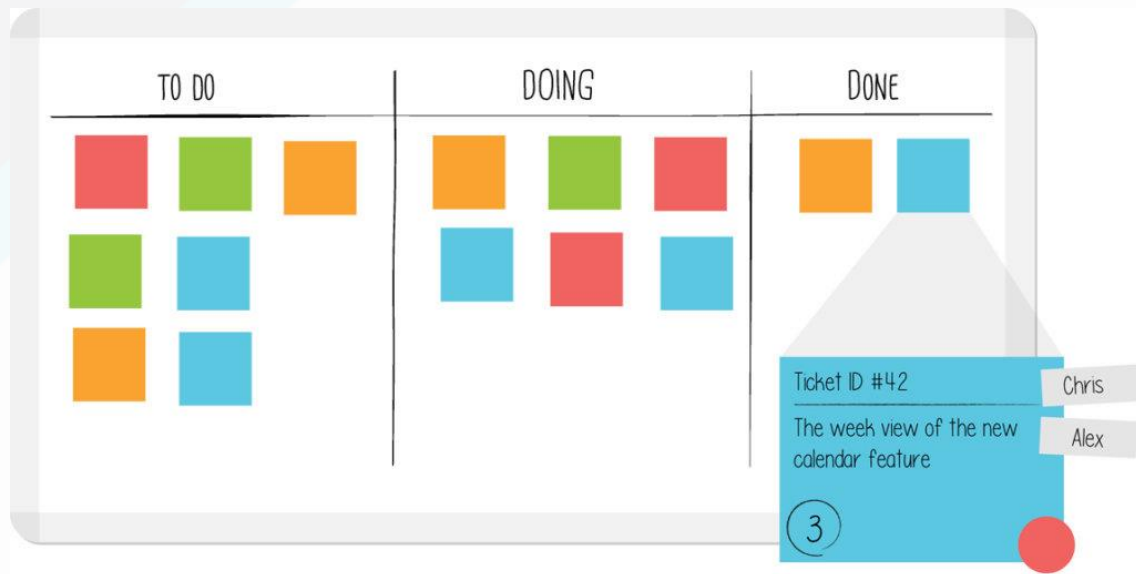 TO DO
DOING
DONE
Ticket ID #42
Chris
The week view of the new
calendar feature
Alex
3